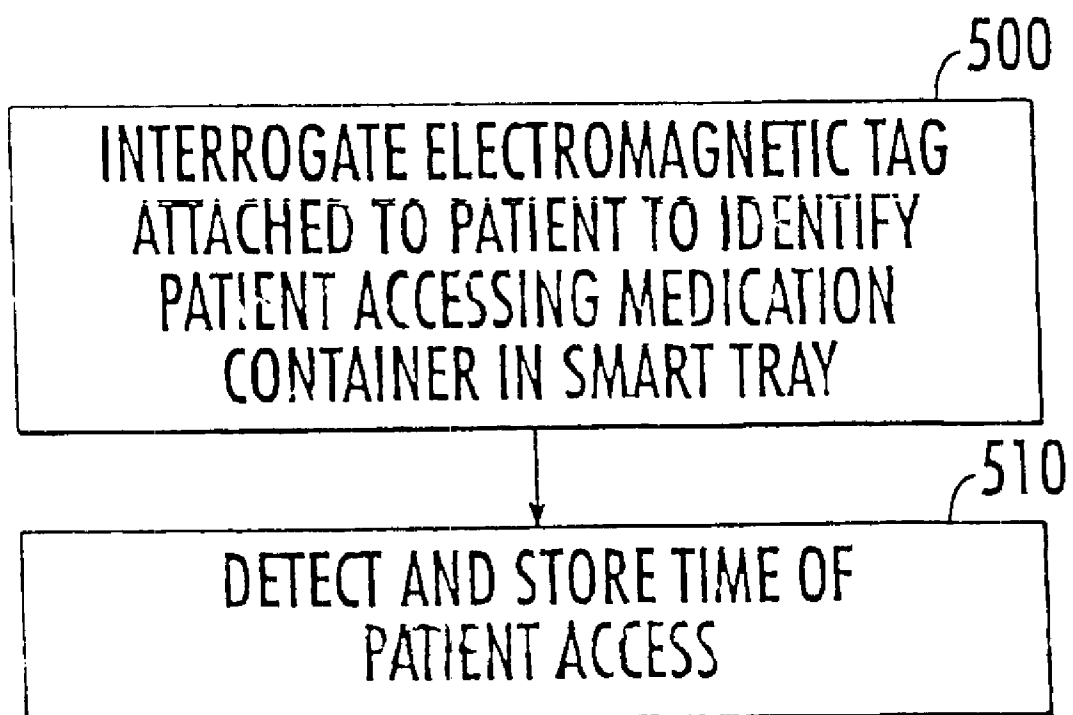 500
INTERROGATE ELECTROMAGNETIC TAG
ATTACHED TO PATIENT TO IDENTIFY
PATIENT ACCESSING MEDICATION
CONTAINER IN SMART TRAY
510
DETECT AND STORE TIME OF
PATIENT ACCESS